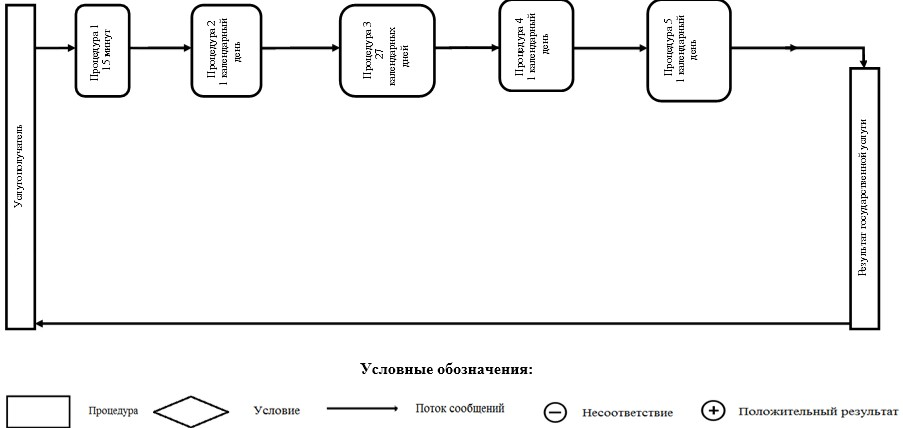 Услугополучатель
Процедура 1
15 минут
Процедура 2
1 календарный
день
Процедура 3
27
календарных
дней
Процедура 4
1 календарный
день
Процедура 5
1 календарный
день
Результат государственной услуги
Условные обозначения:
Процедура
Условие
Поток сообщений
Несоответствие
Положительный результат